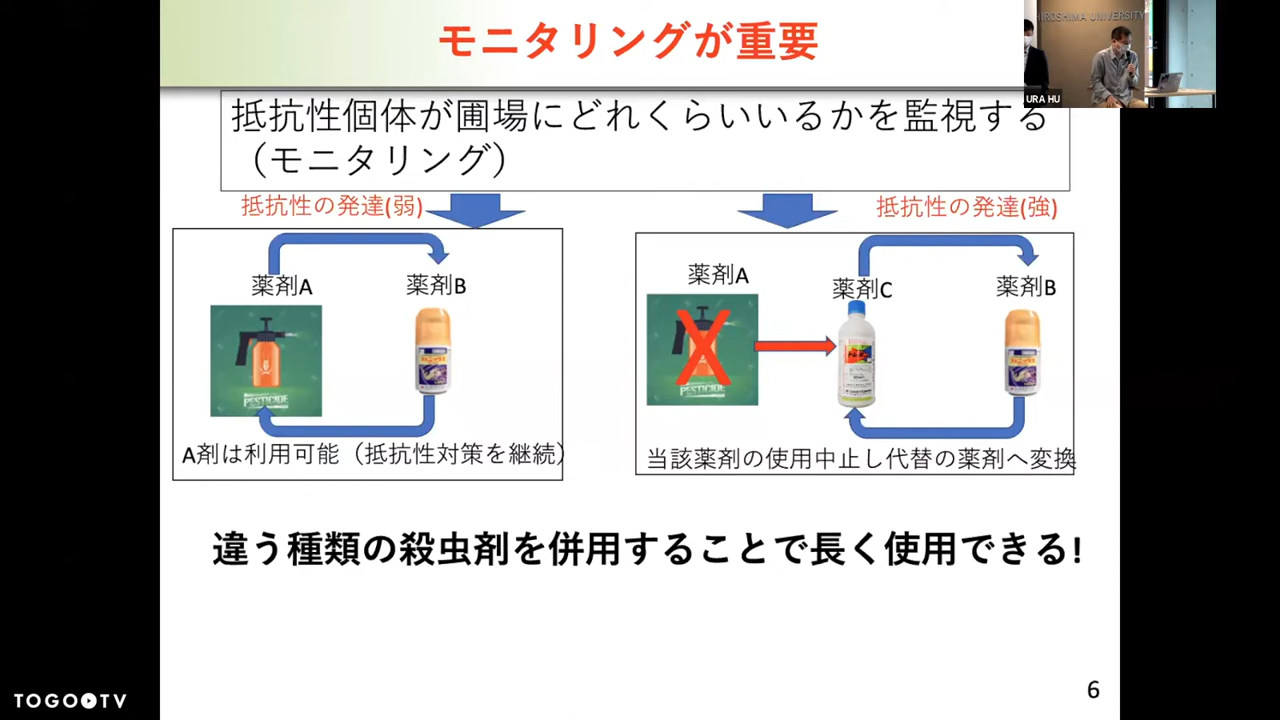 モニタリングが重要
HIROSHIMA UNIVERSITY
URA HU
抵抗性個体が圃場にどれくらいいるかを監視する
（モニタリング）
抵抗性の発達(弱)
抵抗性の発達(強)
薬剤A
薬剤B
PESTICIDE
A剤は利用可能（抵抗性対策を継続）
薬剤A
薬剤C
薬剤B
PESTICIDE
当該薬剤の使用中止し代替の薬剤へ変換
違う種類の殺虫剤を併用することで長く使用できる!
6
TOGO TV